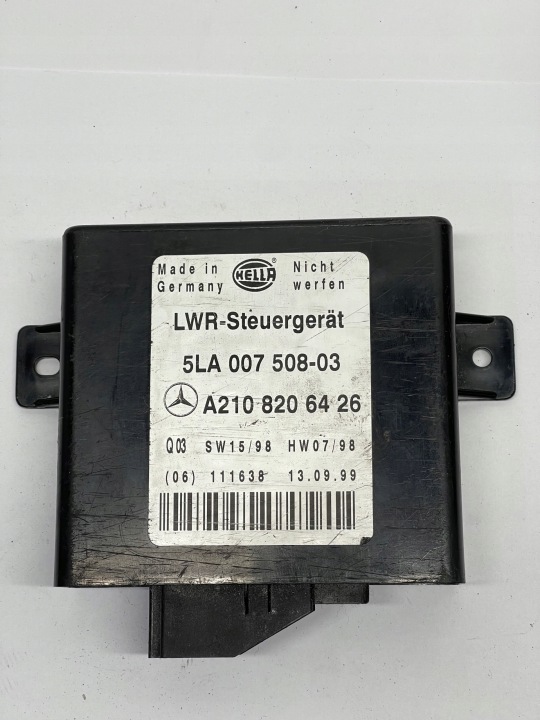 Made in Germany
HELLA ®
Nicht werfen
LWR-Steuergerät
5LA 007 508-03
A210 820 64 26
Q03 SW15/98 HW07/98
(06) 111638 13.09.99